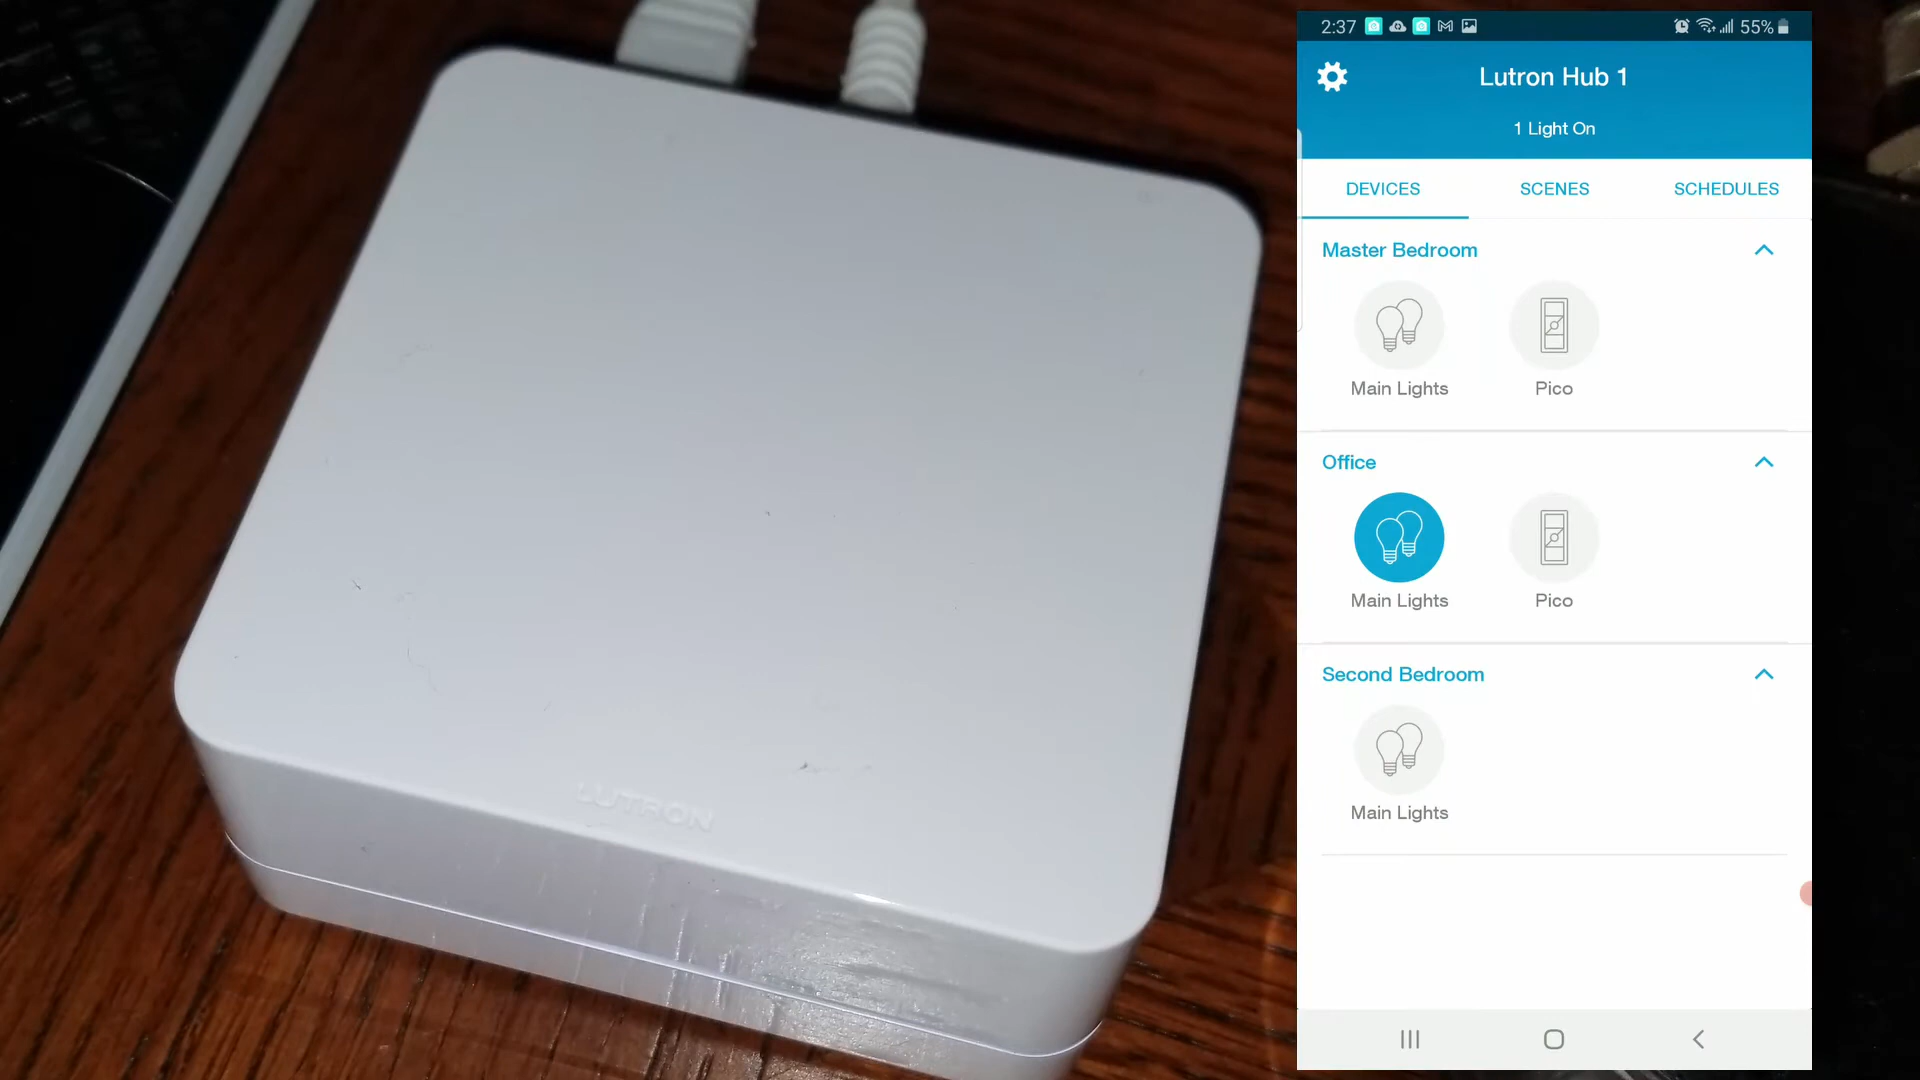 LUTRON
2:37
55%
Lutron Hub 1
1 Light On
DEVICES
SCENES
SCHEDULES
Master Bedroom
Main Lights
Pico
Office
Main Lights
Pico
Second Bedroom
Main Lights